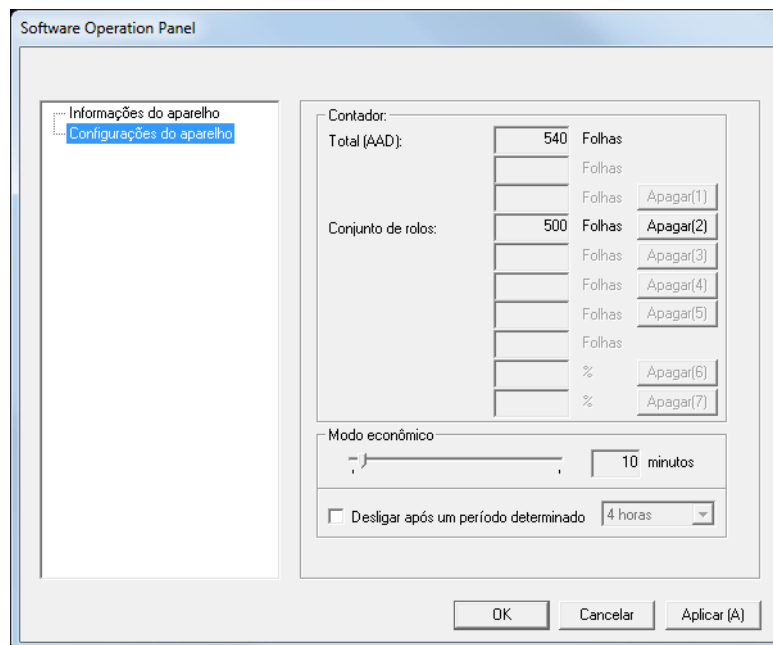 Software Operation Panel
Informações do aparelho
Configurações do aparelho
Contador:
Total (AAD): 540 Folhas
Folhas
Folhas Apagar(1)
Conjunto de rolos: 500 Folhas Apagar(2)
Folhas Apagar(3)
Folhas Apagar(4)
Folhas Apagar(5)
Folhas
% Apagar(6)
% Apagar(7)
Modo econômico
10 minutos
Desligar após um período determinado 4 horas
OK Cancelar Aplicar (A)